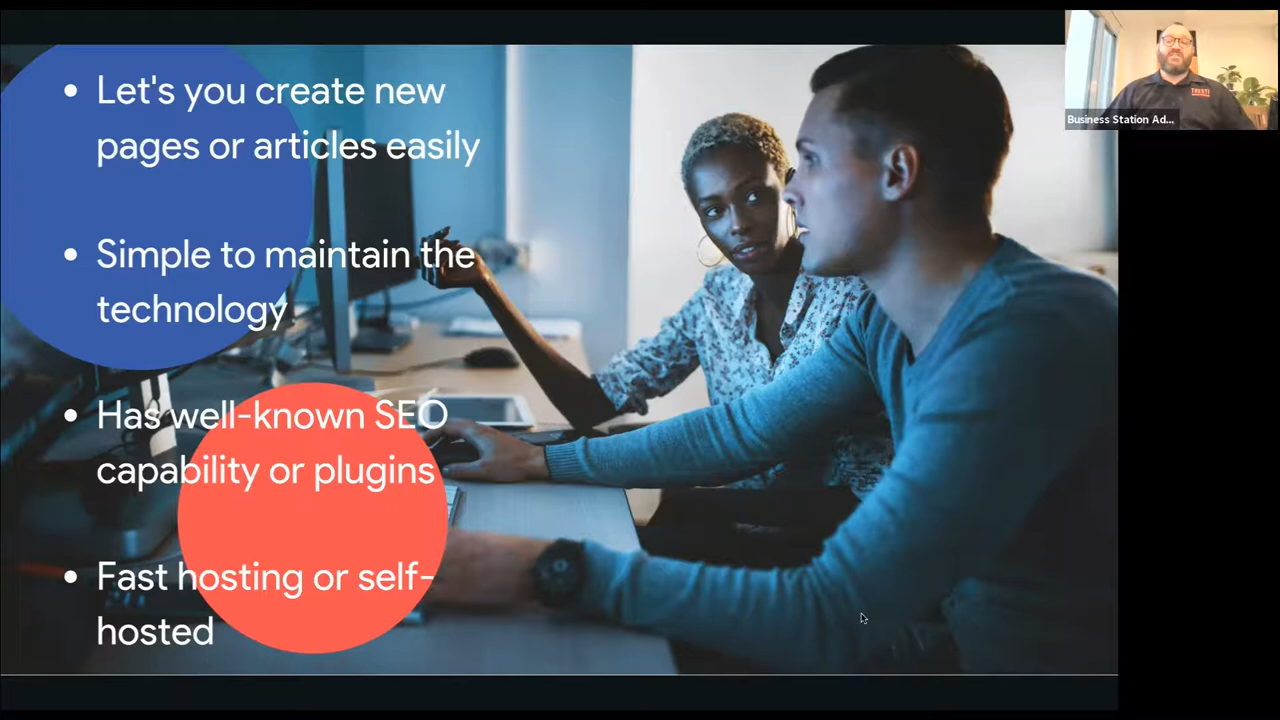 • Let's you create new
pages or articles easily
• Simple to maintain the
technology
• Has well-known SEO
capability or plugins
• Fast hosting or self-
hosted
Business Station Ad...